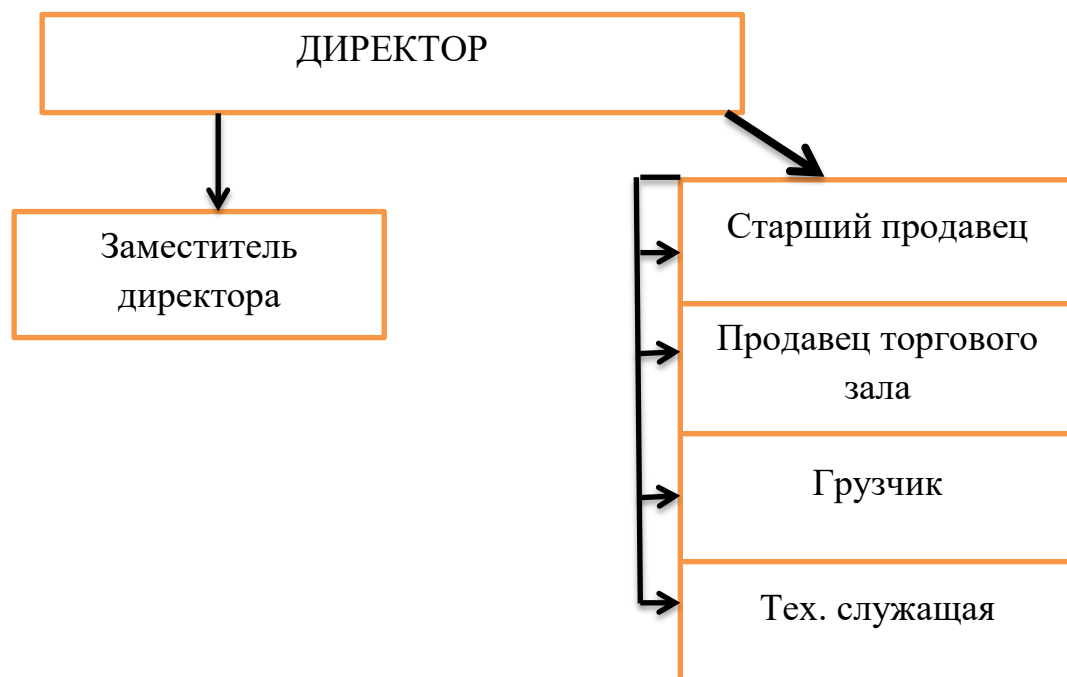 ДИРЕКТОР
Заместитель
директора
Старший продавец
Продавец торгового
зала
Грузчик
Тех. служащая